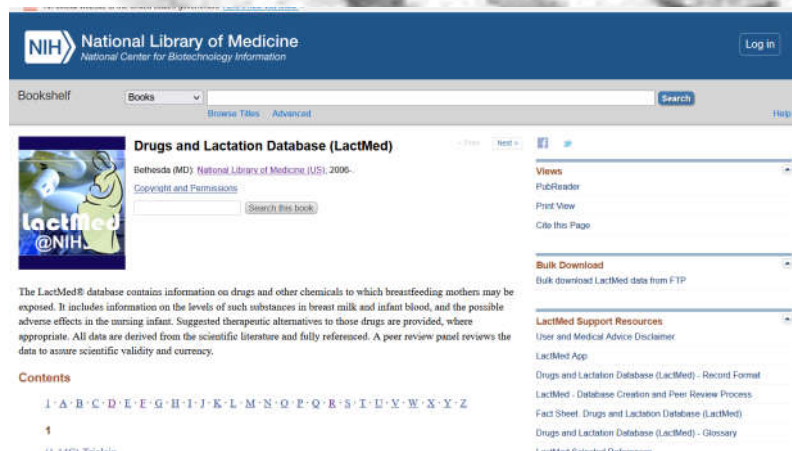 NIH
National Library of Medicine
National Center for Biotechnology Information
Log in
Bookshelf
Books
Search
Browse Titles Advanced
Help
Drugs and Lactation Database (LactMed)
< Prev Next >
Bethesda (MD): National Library of Medicine (US); 2006-.
Copyright and Permissions
Search this book
LactMed
@NIH
The LactMed® database contains information on drugs and other chemicals to which breastfeeding mothers may be
exposed. It includes information on the levels of such substances in breast milk and infant blood, and the possible
adverse effects in the nursing infant. Suggested therapeutic alternatives to those drugs are provided, where
appropriate. All data are derived from the scientific literature and fully referenced. A peer review panel reviews the
data to assure scientific validity and currency.
Contents
1 · A · B · C · D · E · F · G · H · I · J · K · L · M · N · O · P · Q · R · S · T · U · V · W · X · Y · Z
1
Views
PubReader
Print View
Cite this Page
Bulk Download
Bulk download LactMed data from FTP
LactMed Support Resources
User and Medical Advice Disclaimer
LactMed App
Drugs and Lactation Database (LactMed) - Record Format
LactMed - Database Creation and Peer Review Process
Fact Sheet. Drugs and Lactation Database (LactMed)
Drugs and Lactation Database (LactMed) - Glossary
LactMed Selected References